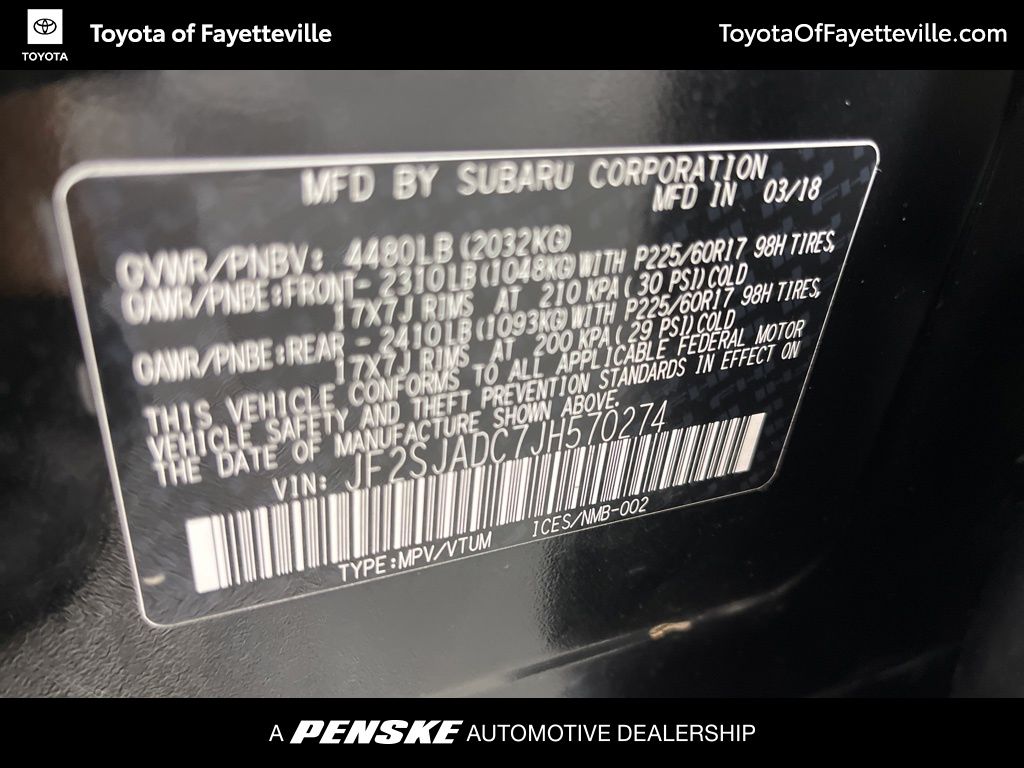 TOYOTA
Toyota of Fayetteville
ToyotaOfFayetteville.com
MFD BY SUBARU CORPORATION
MFD IN 03/18
GVWR/PNBV: 4480LB(2032KG)
GAWR/PNBE:FRONT-2310LB(1048KG)WITH P225/60R17 98H TIRES,
17X7J RIMS AT 210 KPA(30 PSI)COLD
GAWR/PNBE:REAR -2410LB(1093KG)WITH P225/60R17 98H TIRES,
17X7J RIMS AT 200 KPA(29 PSI)COLD
THIS VEHICLE CONFORMS TO ALL APPLICABLE FEDERAL MOTOR
VEHICLE SAFETY AND THEFT PREVENTION STANDARDS IN EFFECT ON
THE DATE OF MANUFACTURE SHOWN ABOVE.
VIN: JF2SJADC7JH570274
TYPE:MPV/VTUM ICES/NMB-002
A PENSKE AUTOMOTIVE DEALERSHIP